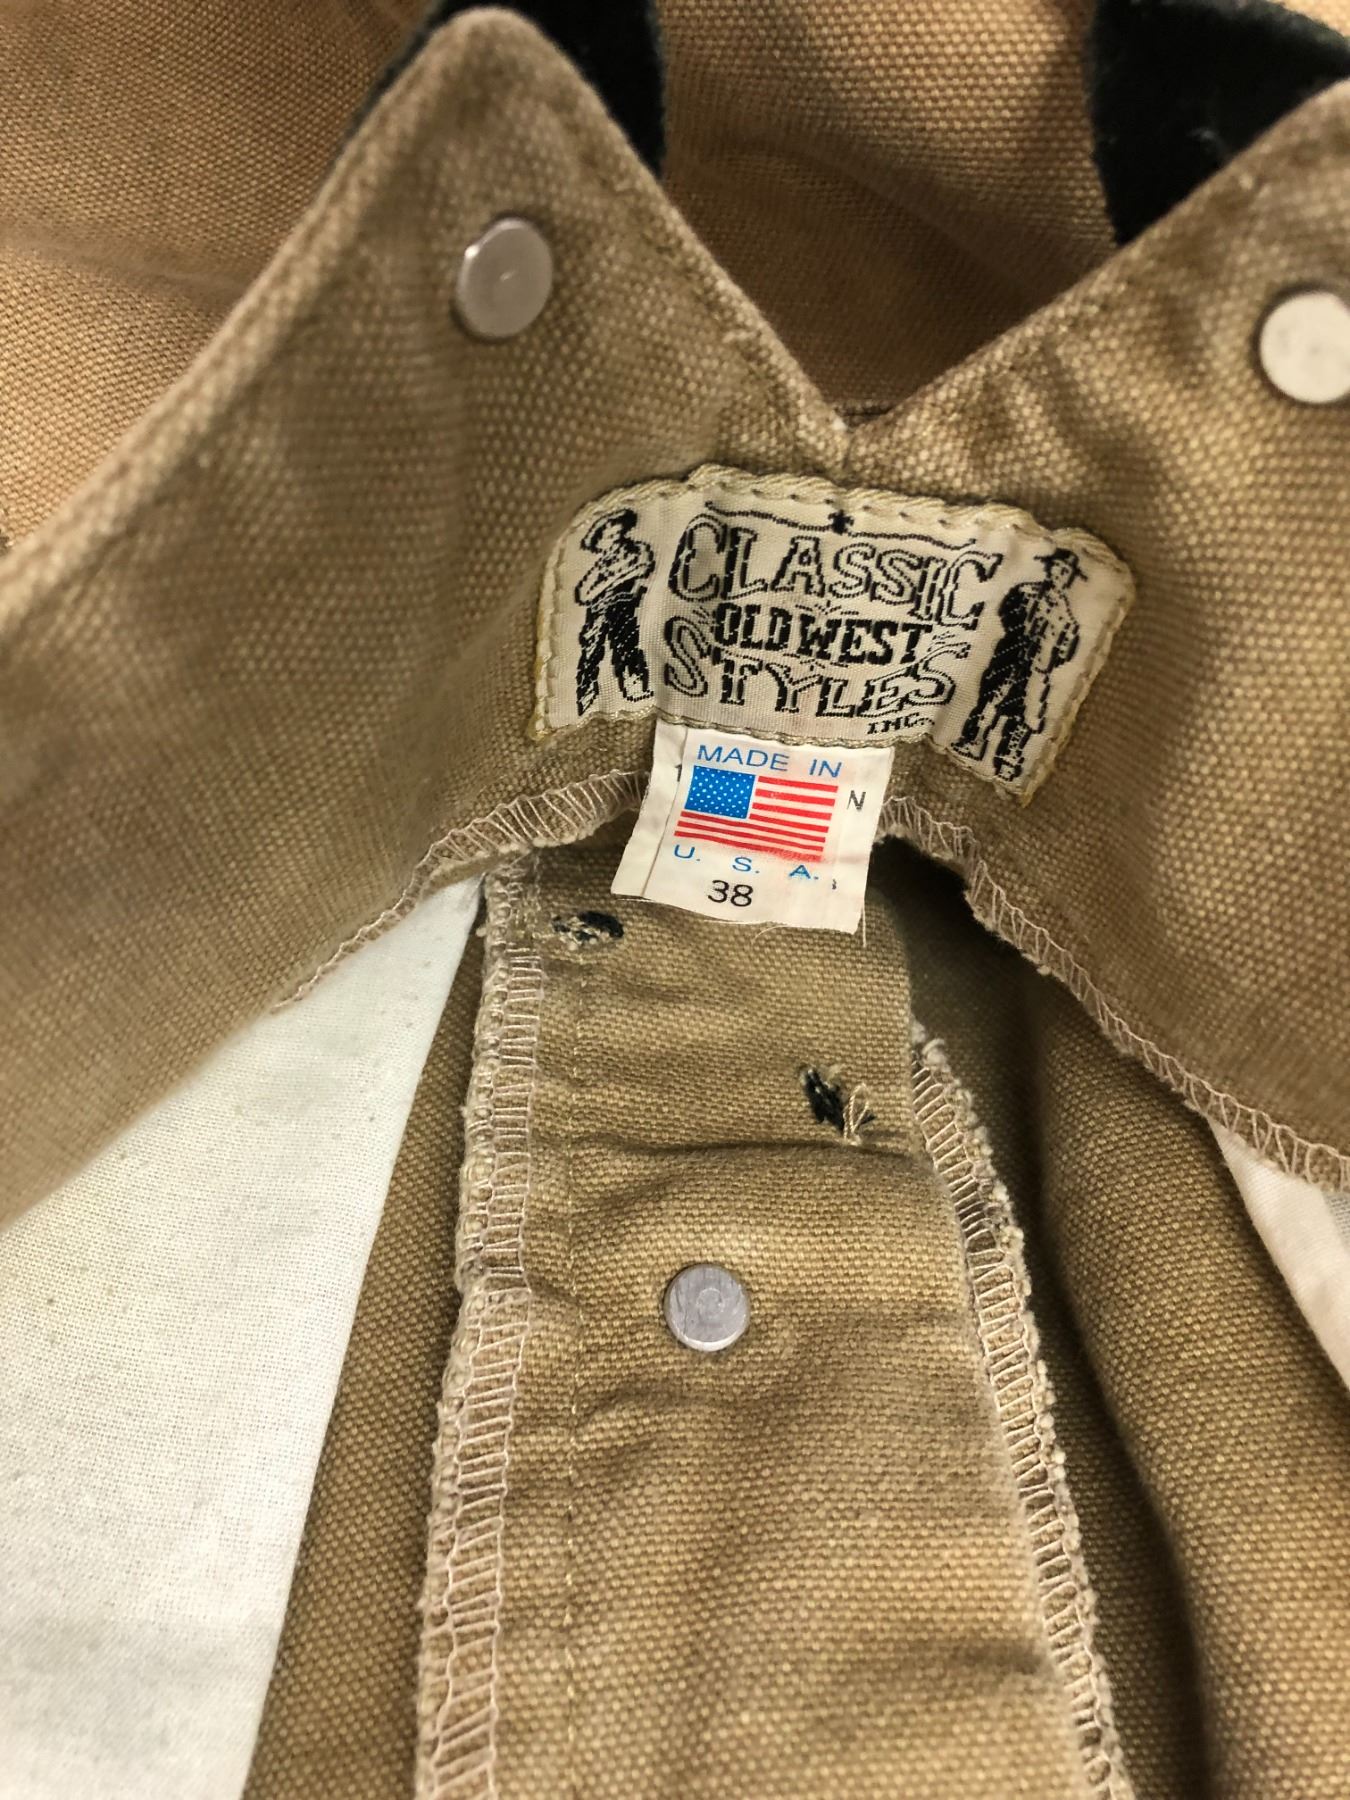 CLASSIC
OLD WEST
STYLES
INC.
MADE IN
N
U. S. A.
38